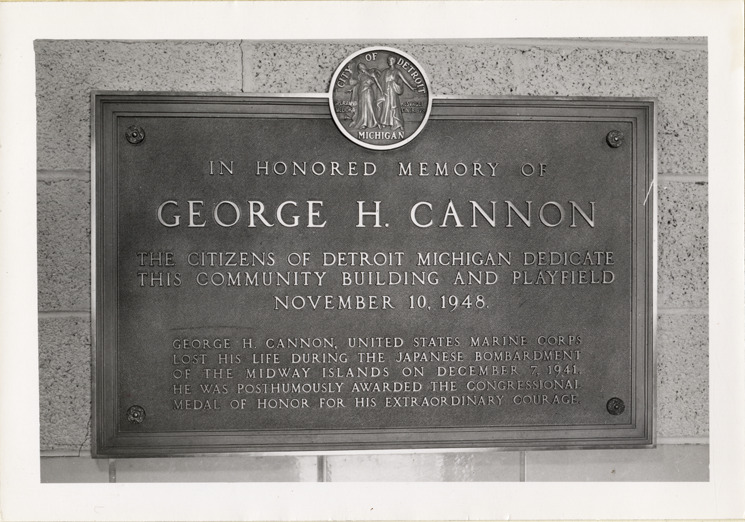 CITY OF DETROIT
MICHIGAN
IN HONORED MEMORY OF
GEORGE H. CANNON
THE CITIZENS OF DETROIT MICHIGAN DEDICATE
THIS COMMUNITY BUILDING AND PLAYFIELD
NOVEMBER 10, 1948.
GEORGE H. CANNON, UNITED STATES MARINE CORPS
LOST HIS LIFE DURING THE JAPANESE BOMBARDMENT
OF THE MIDWAY ISLANDS ON DECEMBER 7, 1941.
HE WAS POSTHUMOUSLY AWARDED THE CONGRESSIONAL
MEDAL OF HONOR FOR HIS EXTRAORDINARY COURAGE.